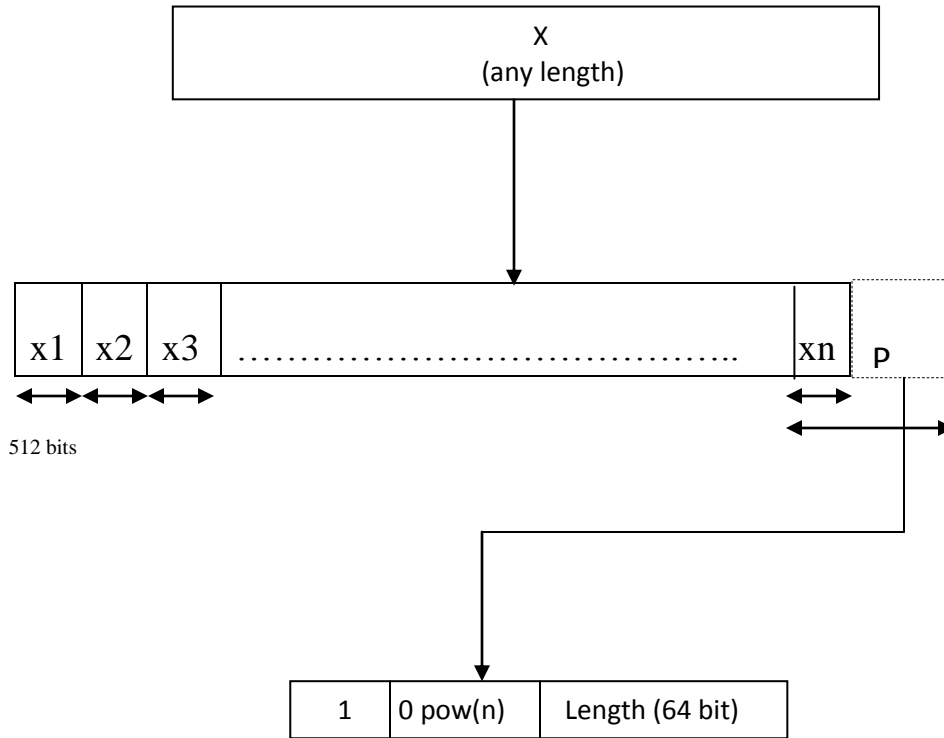 X
(any length)
x1 x2 x3 ............................................ xn P
512 bits
1 0 pow(n) Length (64 bit)